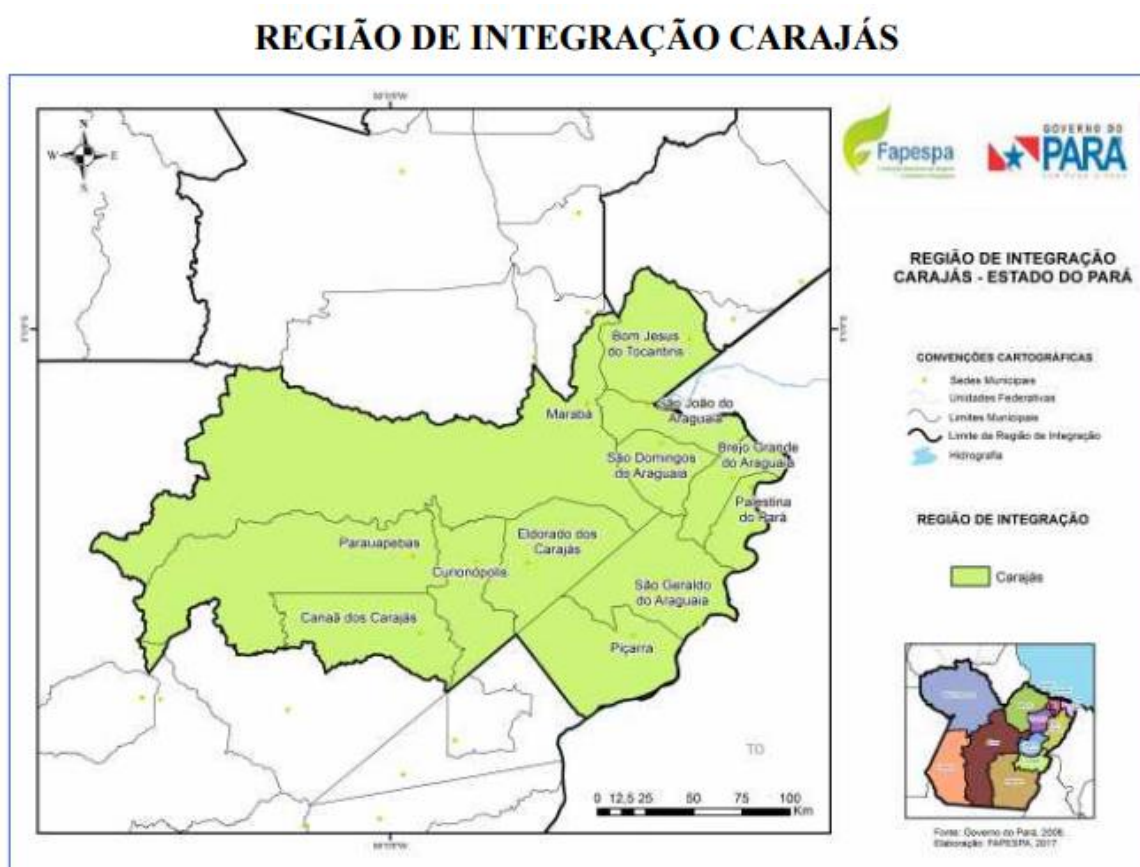 REGIÃO DE INTEGRAÇÃO CARAJÁS
N
W
E
S
Fapespa
GOVERNO DO
PARÁ
REGIÃO DE INTEGRAÇÃO
CARAJÁS - ESTADO DO PARÁ
CONVENÇÕES CARTOGRÁFICAS
Sedes Municipais
Unidades Federativas
Limites Municipais
Limite da Região de Integração
Hidrografia
REGIÃO DE INTEGRAÇÃO
Carajás
Bom Jesus
do Tocantins
Marabá
São João do
Araguaia
São Domingos
do Araguaia
Brejo Grande
do Araguaia
Palestina
do Pará
Eldorado dos
Carajás
Parauapebas
Curionópolis
São Geraldo
do Araguaia
Canaã dos Carajás
Piçarra
TO
0 12,5 25 50 75 100
Km
Fonte: Governo do Pará, 2008.
Elaboração: FAPESPA, 2017.